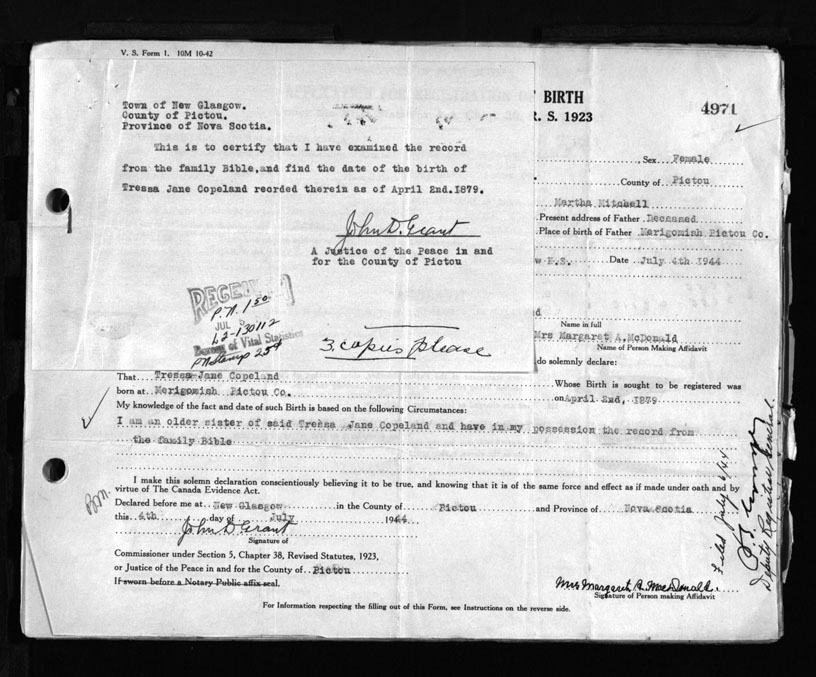 V. S. Form 1. 10M 10-42
Town of New Glasgow.
County of Pictou.
Province of Nova Scotia.
This is to certify that I have examined the record
from the family Bible,and find the date of the birth of
Tressa Jane Copeland reorded therein as of April 2nd.1879.
John D. Grant
A Justice of the Peace in and
for the County of Pictou
RECEIVED
P.N. 1 50
JUL
L2-130112
Bureau of Vital Statistics
25¢
3 copies please
BIRTH
R. S. 1923
4971
Sex Female
County of Pictou
Martha Mitchell
Present address of Father Deceased
Place of birth of Father Merigomish Pictou Co.
w N.S. Date July 4th 1944
d
Name in full
Mrs Margaret A.McDonald
Name of Person Making Affidavit
do solemnly declare:
That Tressa Jane Copeland Whose Birth is sought to be registered was
born at Merigomish Pictou Co. on April 2nd, 1879
My knowledge of the fact and date of such Birth is based on the following Circumstances:
I am an older sister of said Tressa Jane Copeland and have in my possession the record from
the family Bible
I make this solemn declaration conscientiously believing it to be true, and knowing that it is of the same force and effect as if made under oath and by
virtue of The Canada Evidence Act.
Declared before me at New Glasgow in the County of Pictou and Province of Nova Scotia
this 4th day of July 1944
John D Grant
Signature of
Commissioner under Section 5, Chapter 38, Revised Statutes, 1923,
or Justice of the Peace in and for the County of Pictou
If sworn before a Notary Public affix seal.
Mrs Margaret A. MacDonald.
Signature of Person making Affidavit
For Information respecting the filling out of this Form, see Instructions on the reverse side.
Filed July 6/44
Deputy Registrar General.